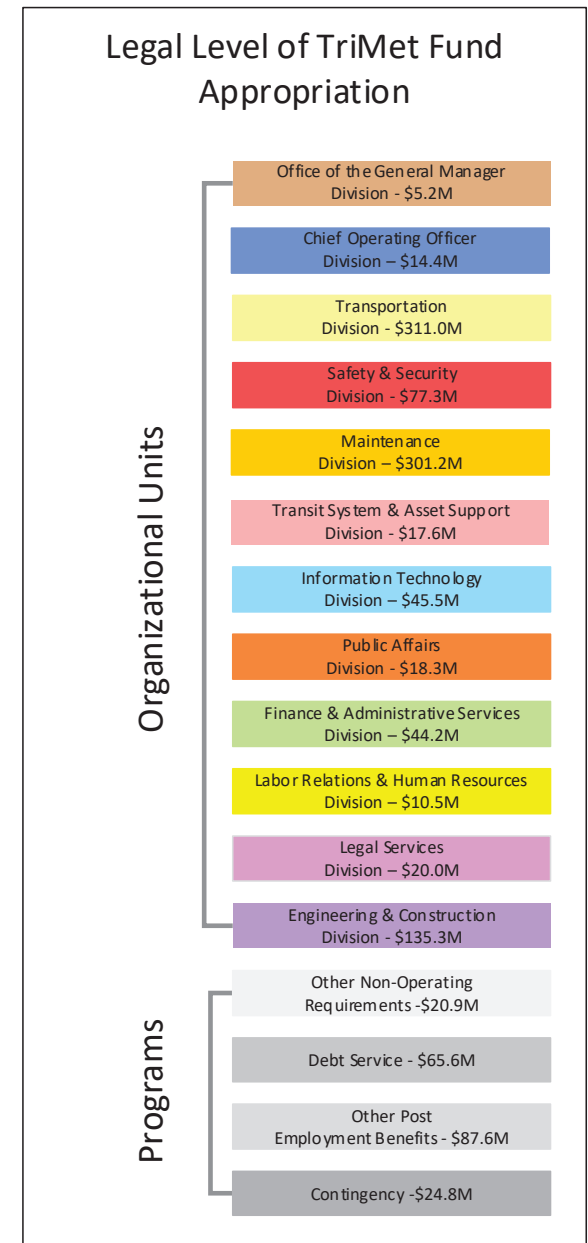 Legal Level of TriMet Fund
Appropriation
Organizational Units
Office of the General Manager
Division - $5.2M
Chief Operating Officer
Division – $14.4M
Transportation
Division - $311.0M
Safety & Security
Division - $77.3M
Maintenance
Division – $301.2M
Transit System & Asset Support
Division - $17.6M
Information Technology
Division – $45.5M
Public Affairs
Division - $18.3M
Finance & Administrative Services
Division – $44.2M
Labor Relations & Human Resources
Division – $10.5M
Legal Services
Division – $20.0M
Engineering & Construction
Division - $135.3M
Programs
Other Non-Operating
Requirements -$20.9M
Debt Service - $65.6M
Other Post
Employment Benefits - $87.6M
Contingency -$24.8M